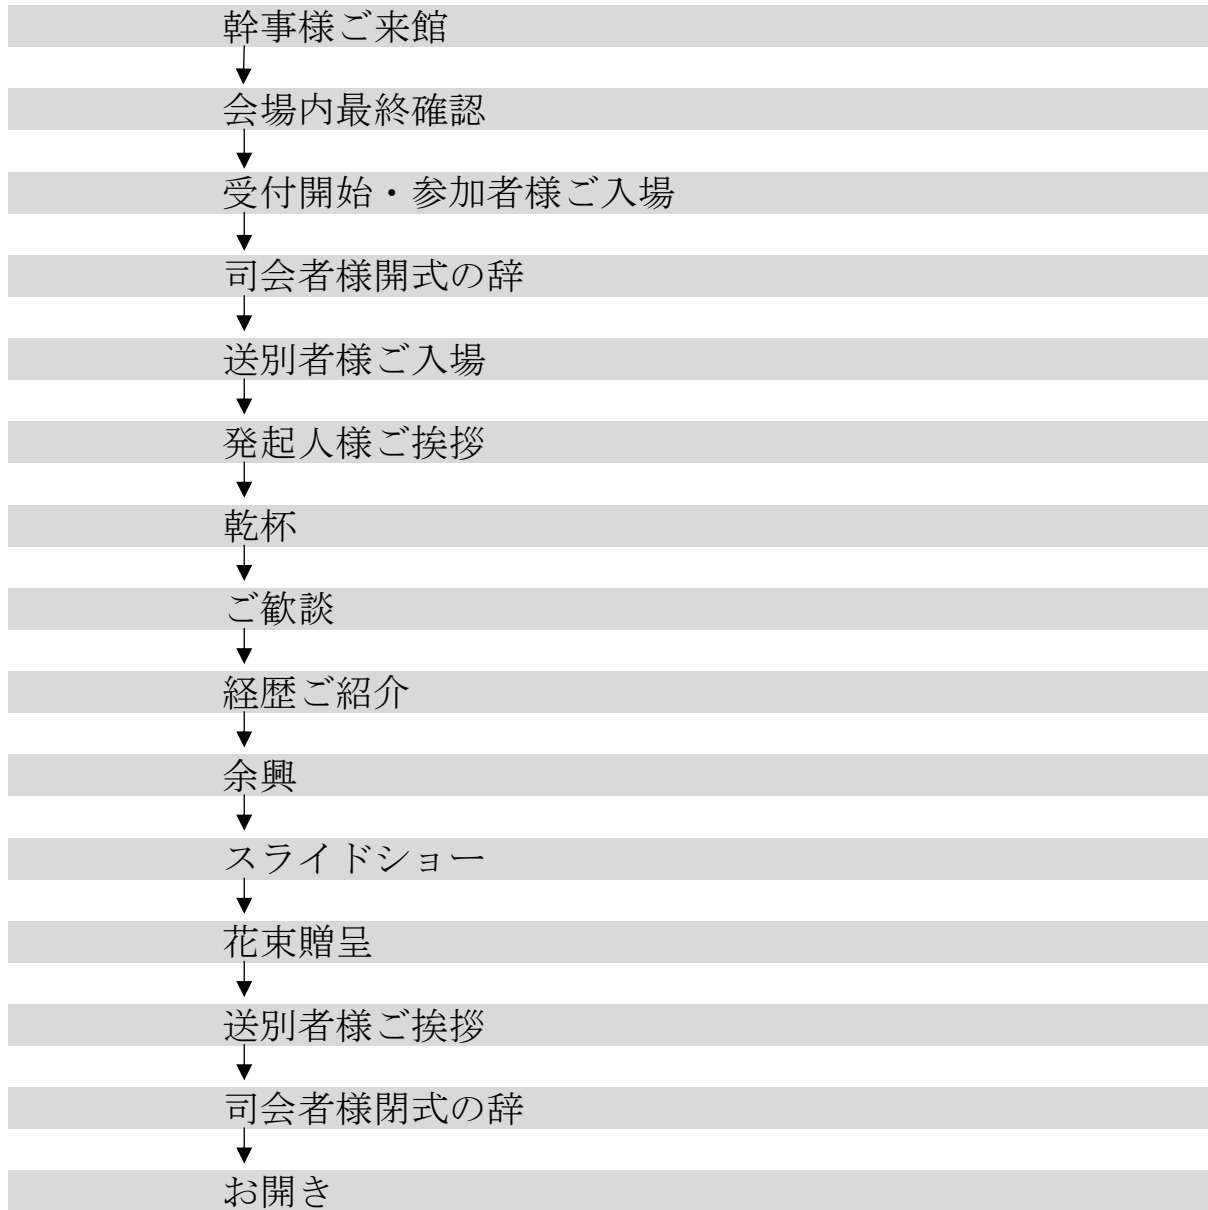 幹事様ご来館
会場内最終確認
受付開始・参加者様ご入場
司会者様開式の辞
送別者様ご入場
発起人様ご挨拶
乾杯
ご歓談
経歴ご紹介
余興
スライドショー
花束贈呈
送別者様ご挨拶
司会者様閉式の辞
お開き